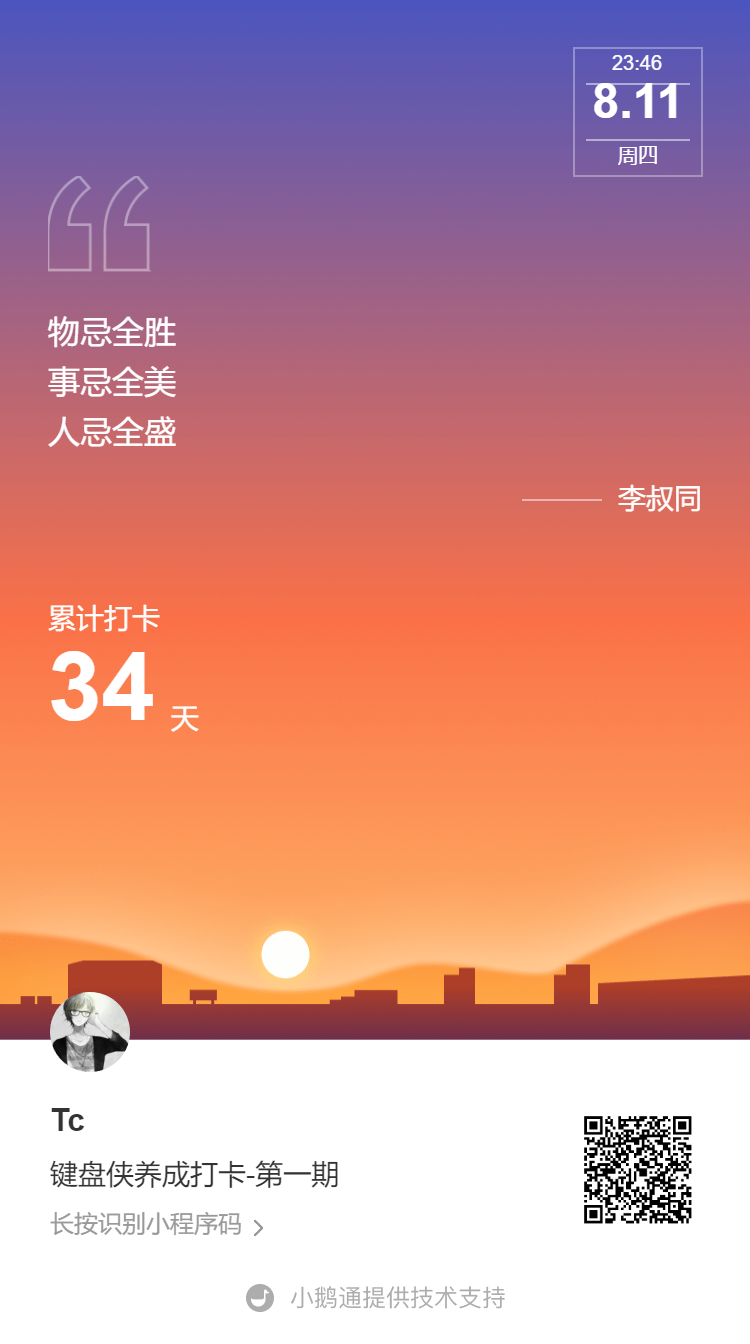 23:46
8.11
周四
物忌全胜
事忌全美
人忌全盛
李叔同
累计打卡
34 天
Tc
键盘侠养成打卡-第一期
长按识别小程序码
小鹅通提供技术支持